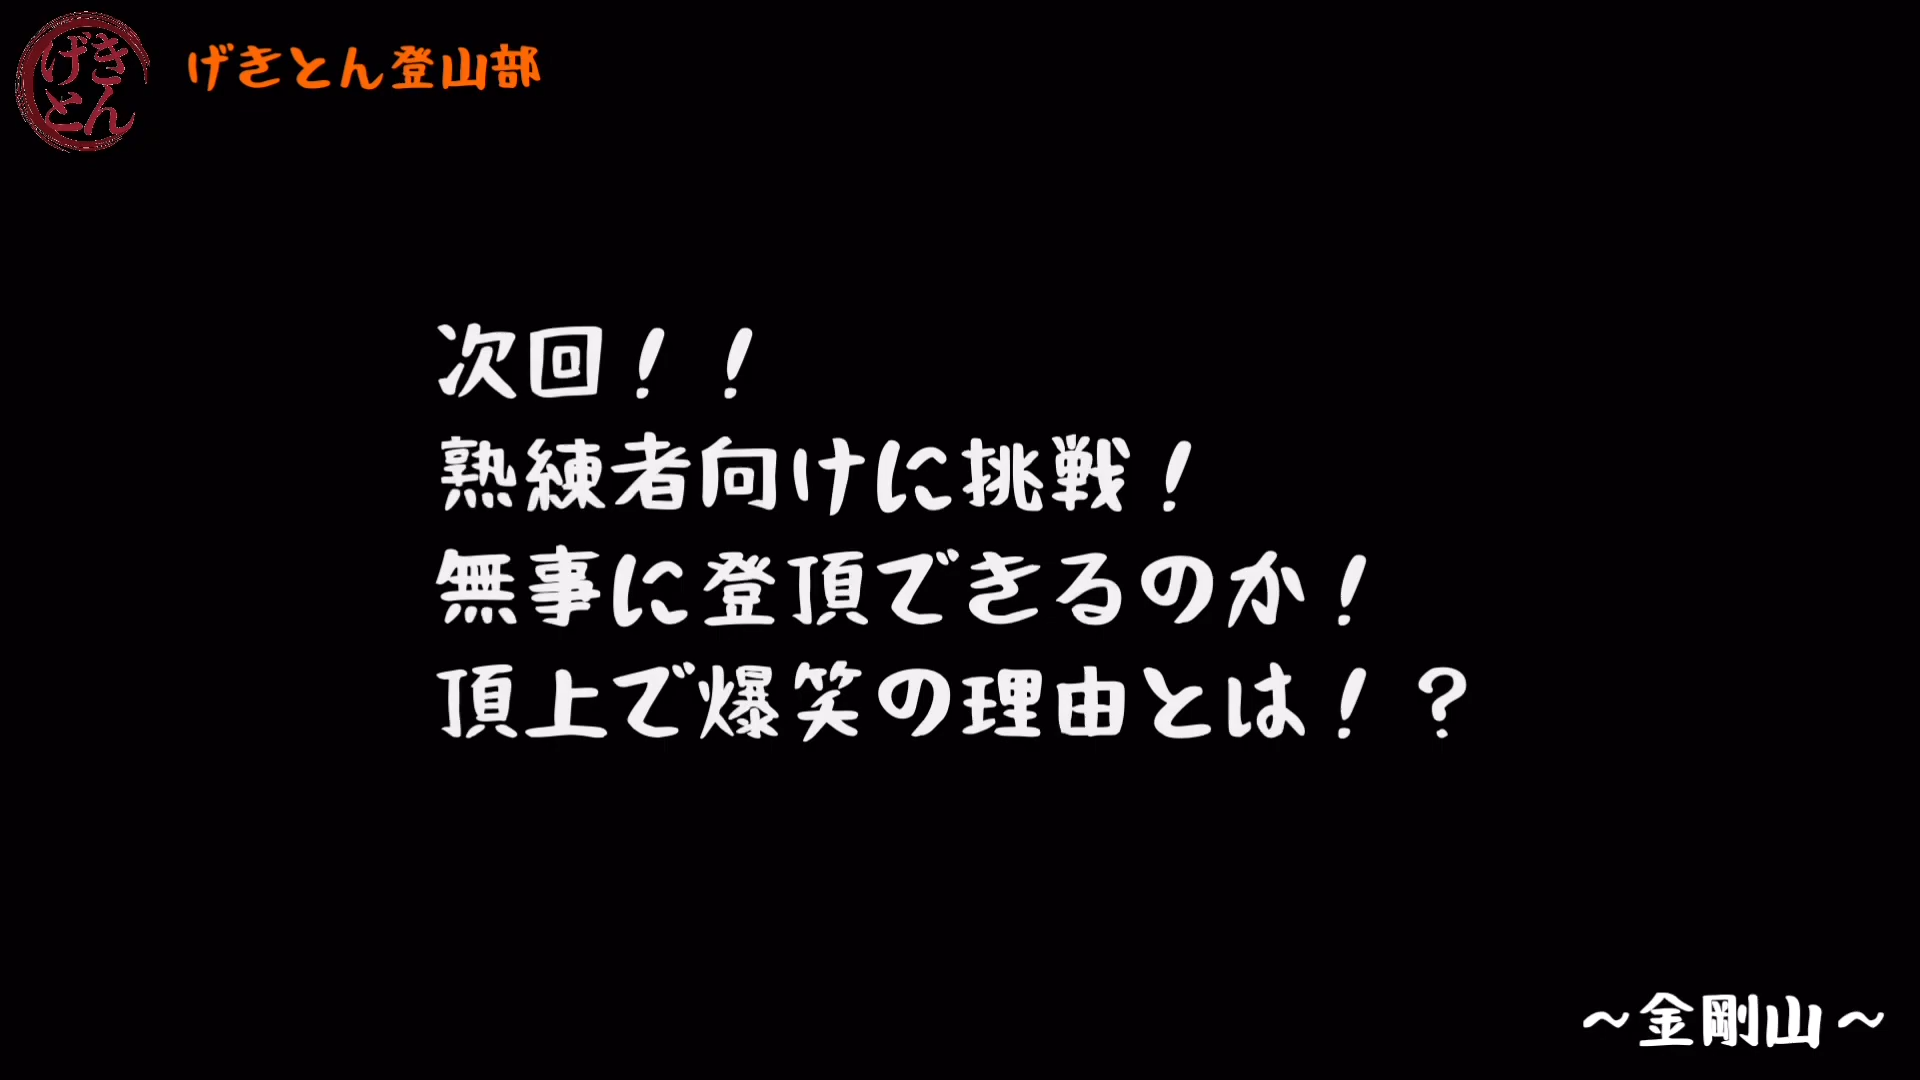 げき
とん
げきとん登山部
次回！！
熟練者向けに挑戦！
無事に登頂できるのか！
頂上で爆笑の理由とは！？
～金剛山～